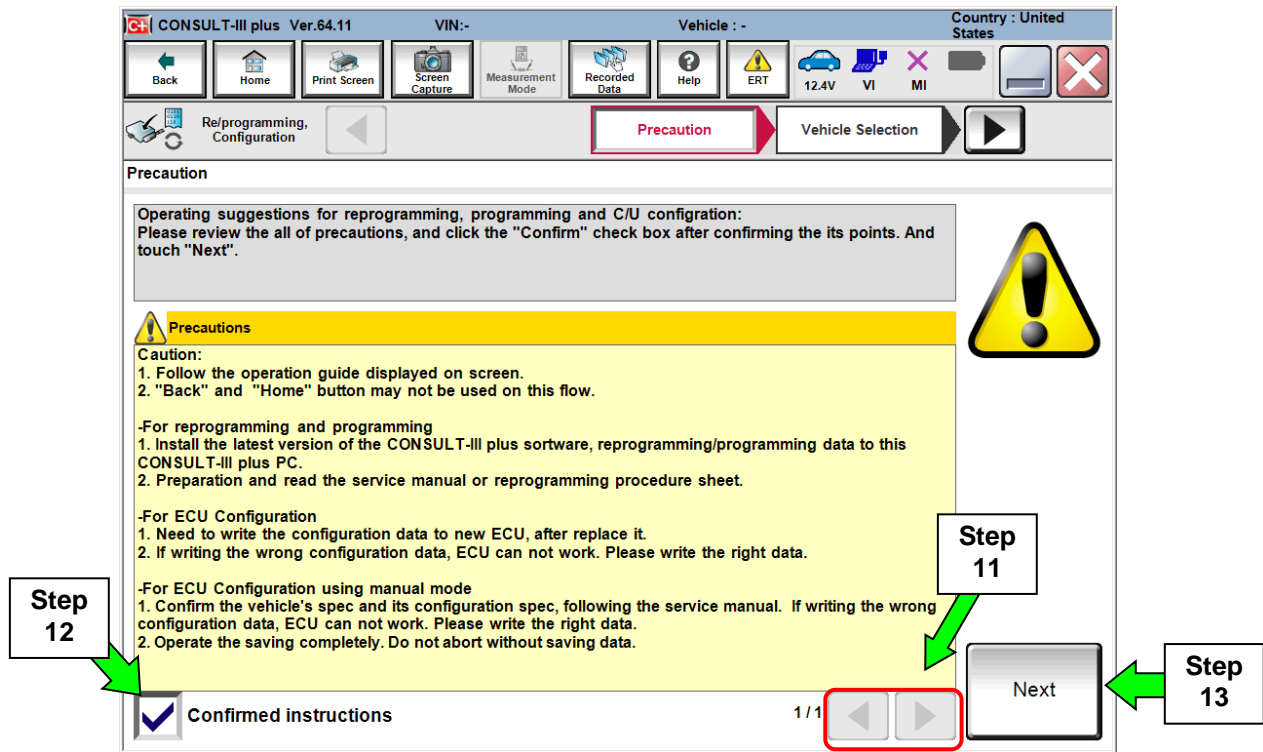 C+ CONSULT-III plus Ver.64.11 VIN:- Vehicle : - Country : United States
Back Home Print Screen Screen Capture Measurement Mode Recorded Data Help ERT 12.4V VI MI
Re/programming, Configuration Precaution Vehicle Selection
Precaution
Operating suggestions for reprogramming, programming and C/U configration:
Please review the all of precautions, and click the "Confirm" check box after confirming the its points. And
touch "Next".
Precautions
Caution:
1. Follow the operation guide displayed on screen.
2. "Back" and "Home" button may not be used on this flow.
-For reprogramming and programming
1. Install the latest version of the CONSULT-III plus sortware, reprogramming/programming data to this
CONSULT-III plus PC.
2. Preparation and read the service manual or reprogramming procedure sheet.
-For ECU Configuration
1. Need to write the configuration data to new ECU, after replace it.
2. If writing the wrong configuration data, ECU can not work. Please write the right data.
-For ECU Configuration using manual mode
1. Confirm the vehicle's spec and its configuration spec, following the service manual. If writing the wrong
configuration data, ECU can not work. Please write the right data.
2. Operate the saving completely. Do not abort without saving data.
Step
11
Step
12
Confirmed instructions
1 / 1
Next
Step
13